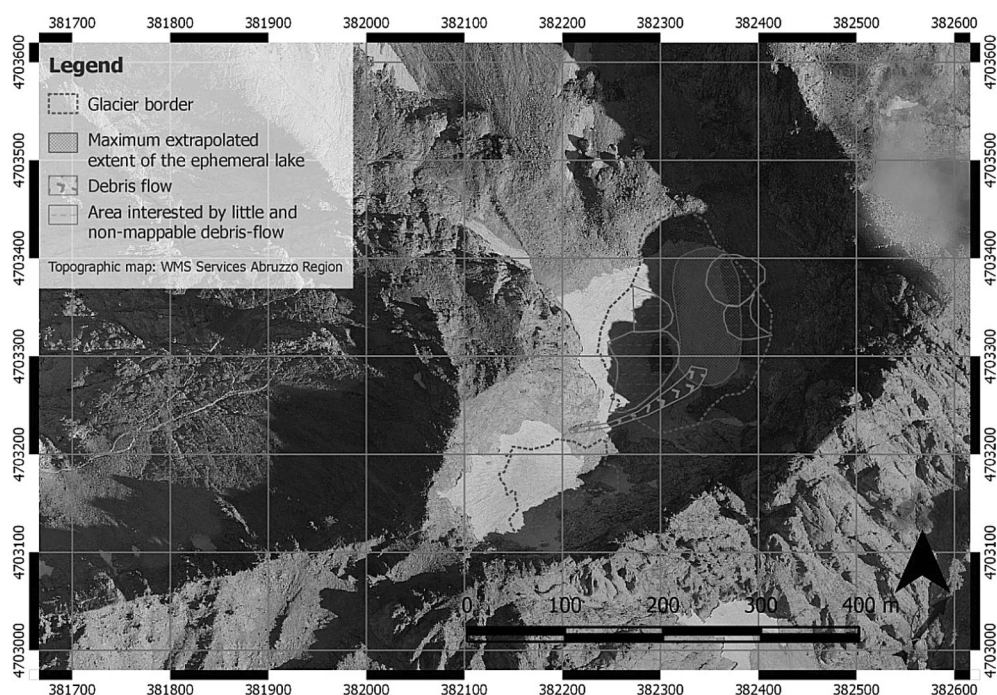 381700 381800 381900 382000 382100 382200 382300 382400 382500 382600
4703600
4703500
4703400
4703300
4703200
4703100
4703000
Legend
Glacier border
Maximum extrapolated
extent of the ephemeral lake
Debris flow
Area interested by little and
non-mappable debris-flow
Topographic map: WMS Services Abruzzo Region
4703600
4703500
4703400
4703300
4703200
4703100
4703000
0 100 200 300 400 m
381700 381800 381900 382000 382100 382200 382300 382400 382500 382600